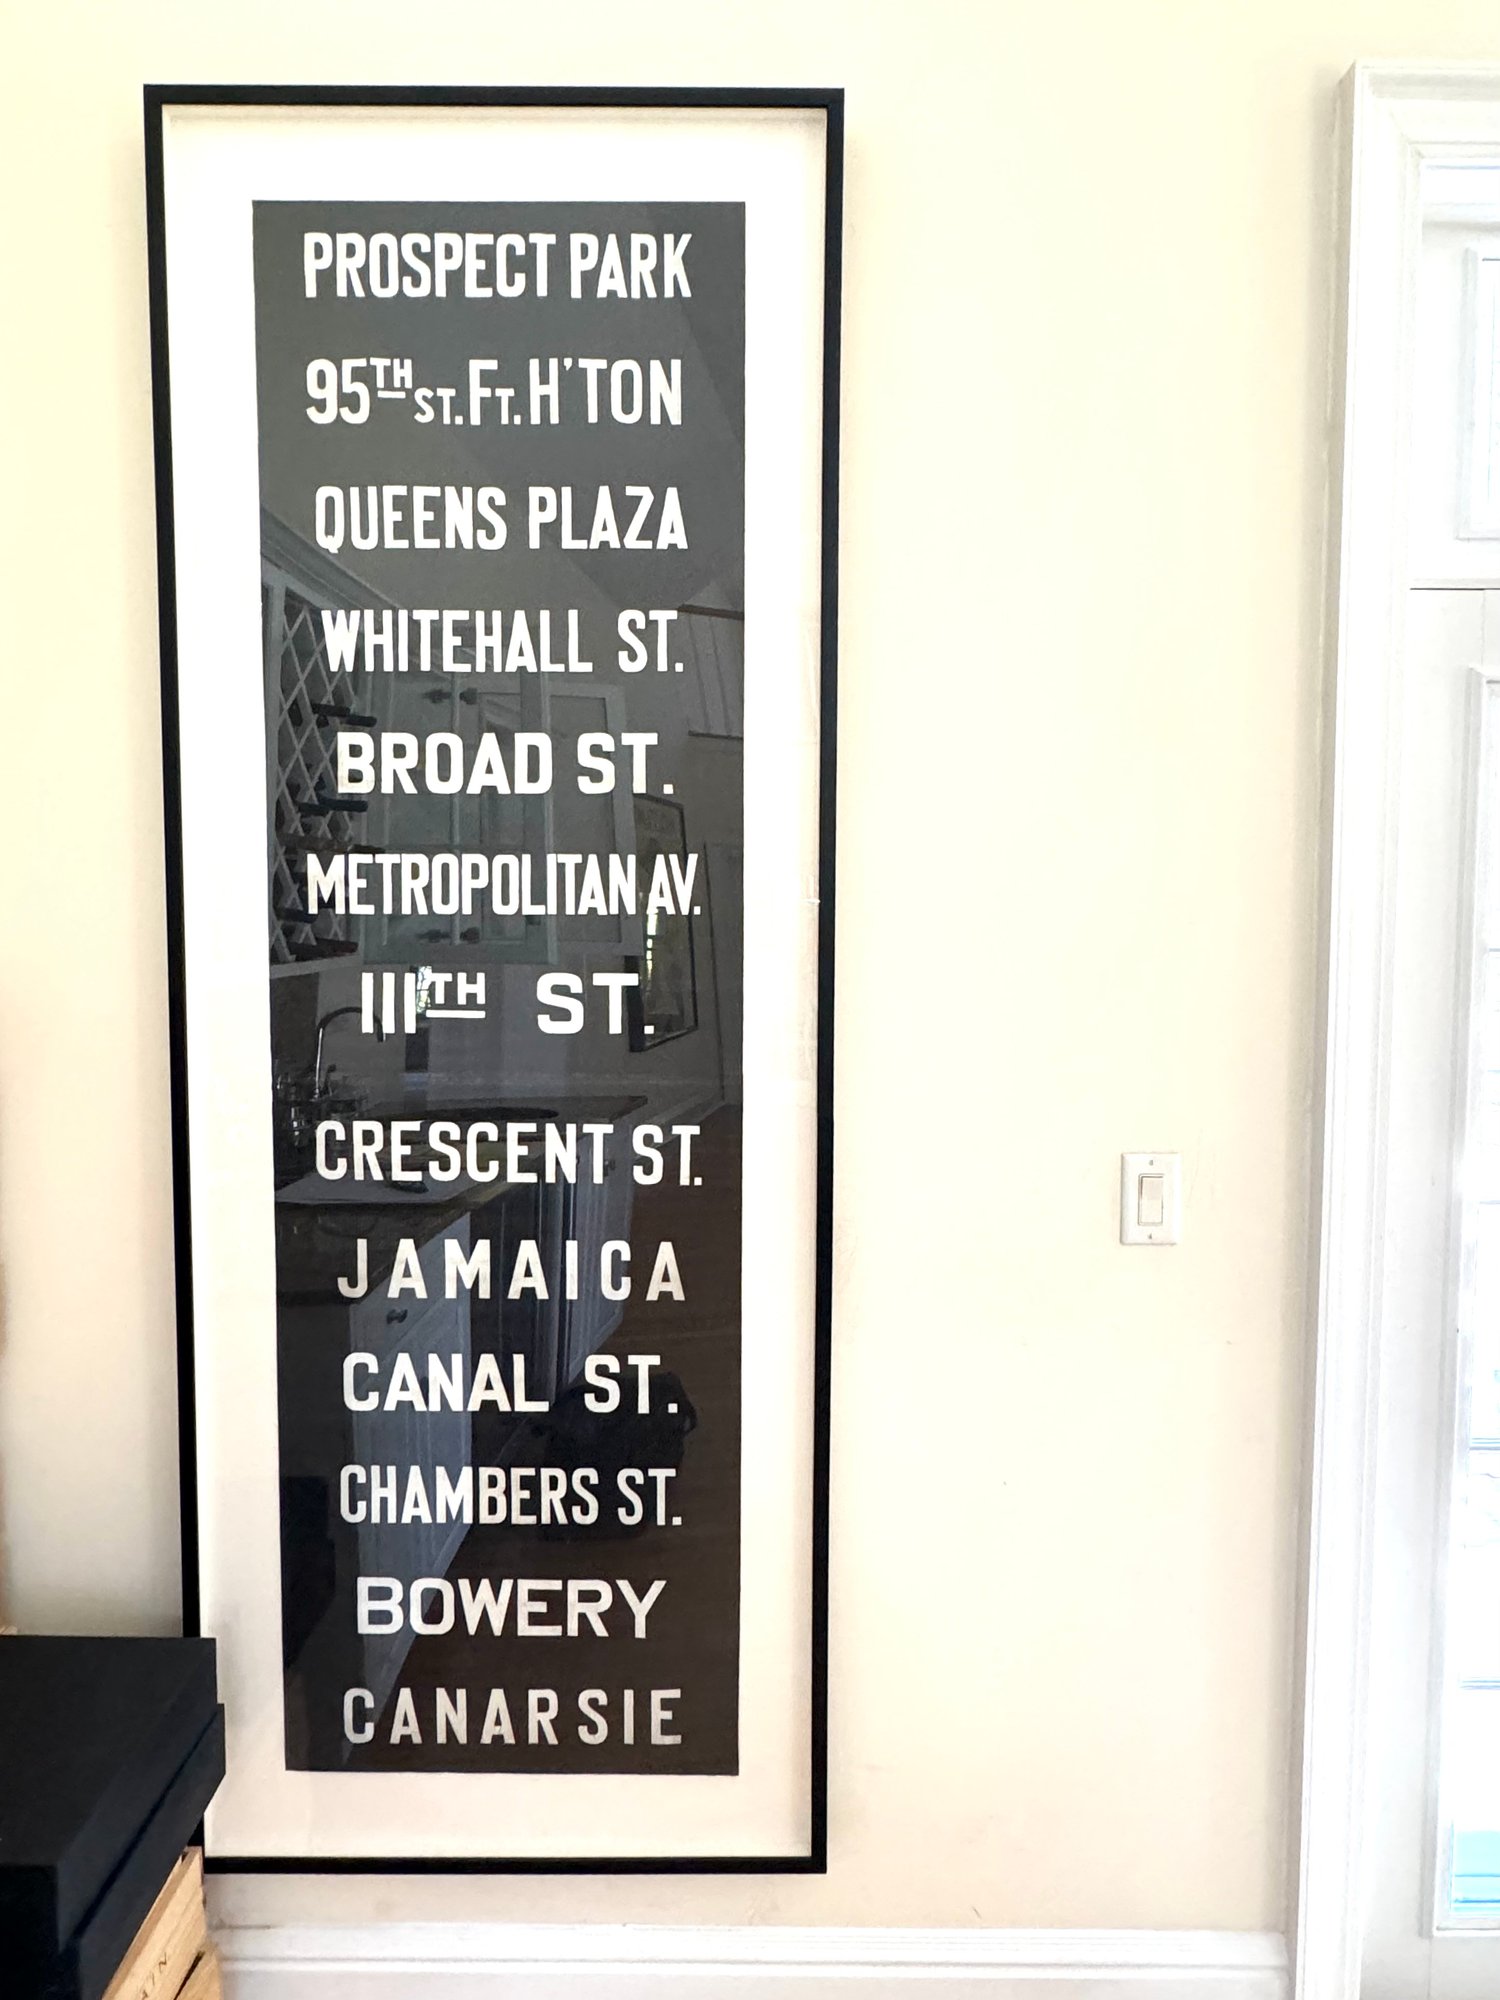 PROSPECT PARK
95TH ST. FT. H'TON
QUEENS PLAZA
WHITEHALL ST.
BROAD ST.
METROPOLITAN AV.
111TH ST.
CRESCENT ST.
JAMAICA
CANAL ST.
CHAMBERS ST.
BOWERY
CANARSIE